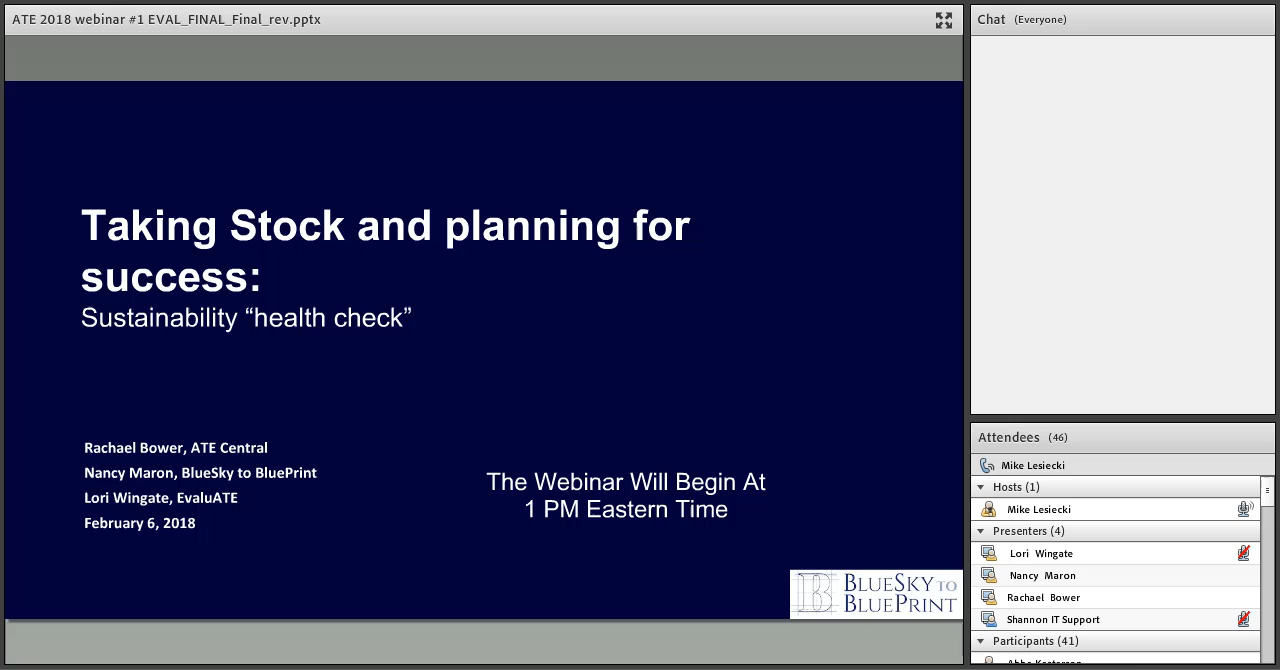 ATE 2018 webinar #1 EVAL_FINAL_Final_rev.pptx
Taking Stock and planning for
success:
Sustainability “health check”
Rachael Bower, ATE Central
Nancy Maron, BlueSky to BluePrint
Lori Wingate, EvaluATE
February 6, 2018
The Webinar Will Begin At
1 PM Eastern Time
BLUESKY TO
BLUEPRINT
Chat (Everyone)
Attendees (46)
Mike Lesiecki
Hosts (1)
Mike Lesiecki
Presenters (4)
Lori Wingate
Nancy Maron
Rachael Bower
Shannon IT Support
Participants (41)